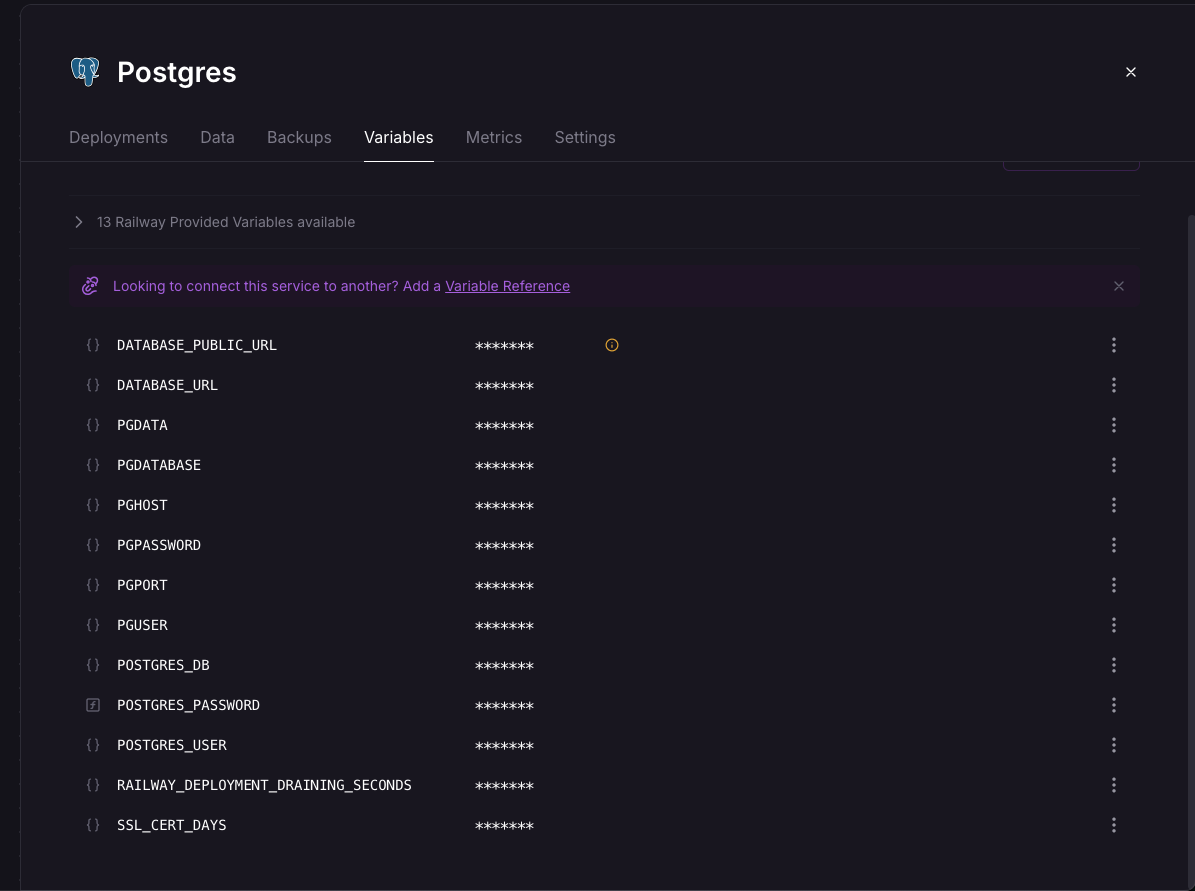 Postgres
Deployments Data Backups Variables Metrics Settings
13 Railway Provided Variables available
Looking to connect this service to another? Add a Variable Reference
{} DATABASE_PUBLIC_URL *******
{} DATABASE_URL *******
{} PGDATA *******
{} PGDATABASE *******
{} PGHOST *******
{} PGPASSWORD *******
{} PGPORT *******
{} PGUSER *******
{} POSTGRES_DB *******
POSTGRES_PASSWORD *******
{} POSTGRES_USER *******
{} RAILWAY_DEPLOYMENT_DRAINING_SECONDS *******
{} SSL_CERT_DAYS *******